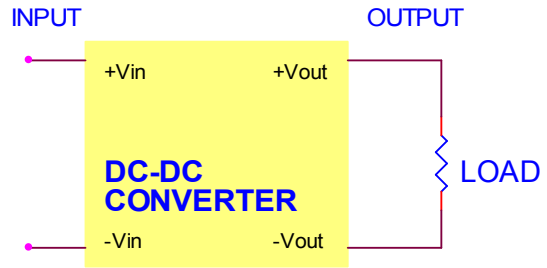 INPUT
OUTPUT
+Vin
+Vout
DC-DC
CONVERTER
LOAD
-Vin
-Vout